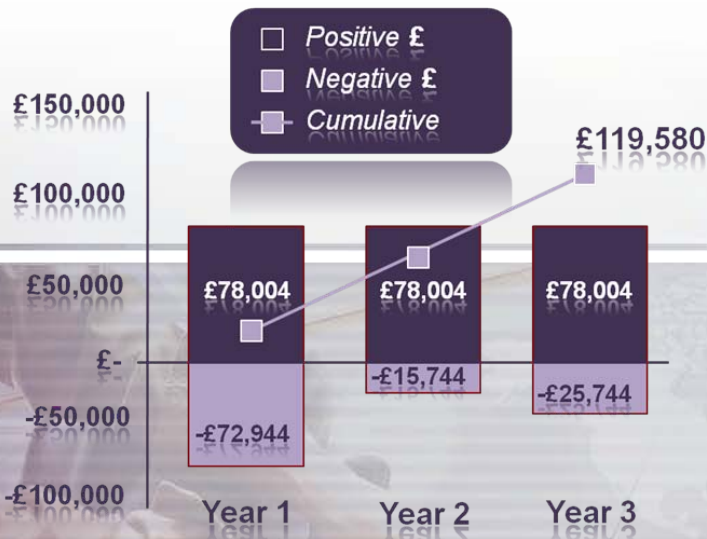 Positive £
Negative £
Cumulative
£150,000
£119,580
£100,000
£50,000
£78,004 £78,004 £78,004
£-
-£15,744
-£25,744
-£50,000
-£72,944
-£100,000
Year 1 Year 2 Year 3